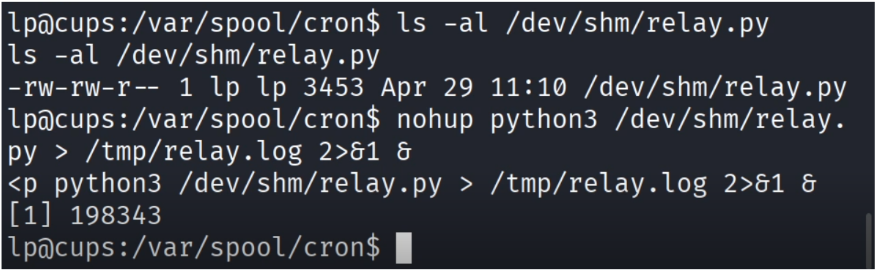 lp@cups:/var/spool/cron$ ls -al /dev/shm/relay.py
ls -al /dev/shm/relay.py
-rw-rw-r-- 1 lp lp 3453 Apr 29 11:10 /dev/shm/relay.py
lp@cups:/var/spool/cron$ nohup python3 /dev/shm/relay.
py > /tmp/relay.log 2>&1 &
<p python3 /dev/shm/relay.py > /tmp/relay.log 2>&1 &
[1] 198343
lp@cups:/var/spool/cron$